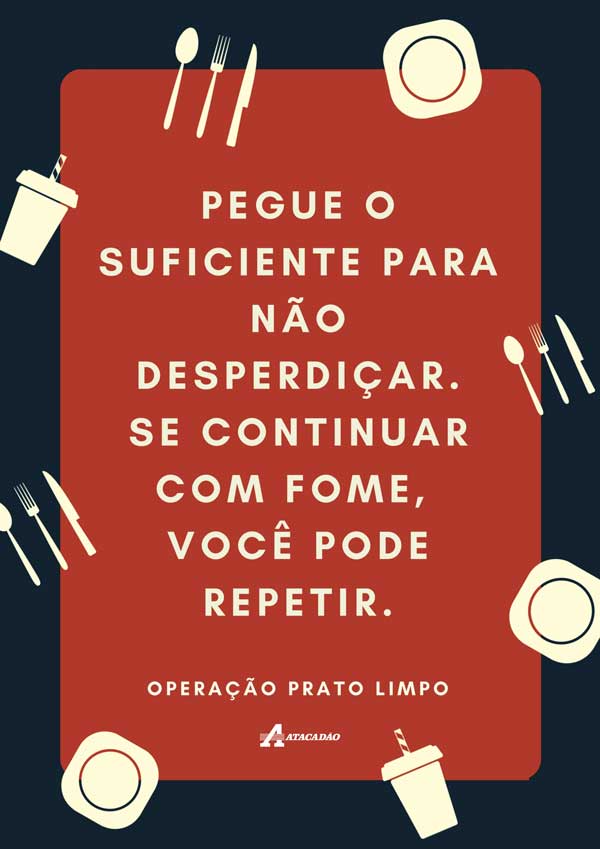 PEGUE O
SUFICIENTE PARA
NÃO
DESPERDIÇAR.
SE CONTINUAR
COM FOME,
VOCÊ PODE
REPETIR.
OPERAÇÃO PRATO LIMPO
ATACADÃO